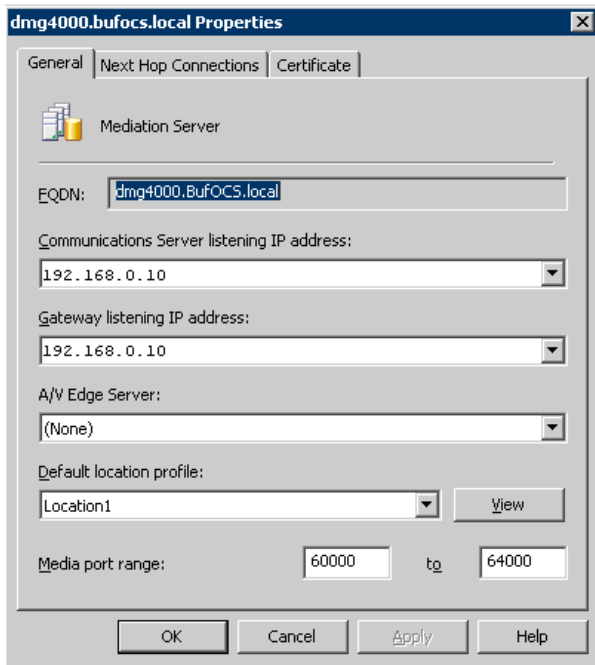 dmg4000.bufocs.local Properties
General Next Hop Connections Certificate
Mediation Server
FQDN: dmg4000.BufOCS.local
Communications Server listening IP address:
192.168.0.10
Gateway listening IP address:
192.168.0.10
A/V Edge Server:
(None)
Default location profile:
Location1 View
Media port range: 60000 to 64000
OK Cancel Apply Help